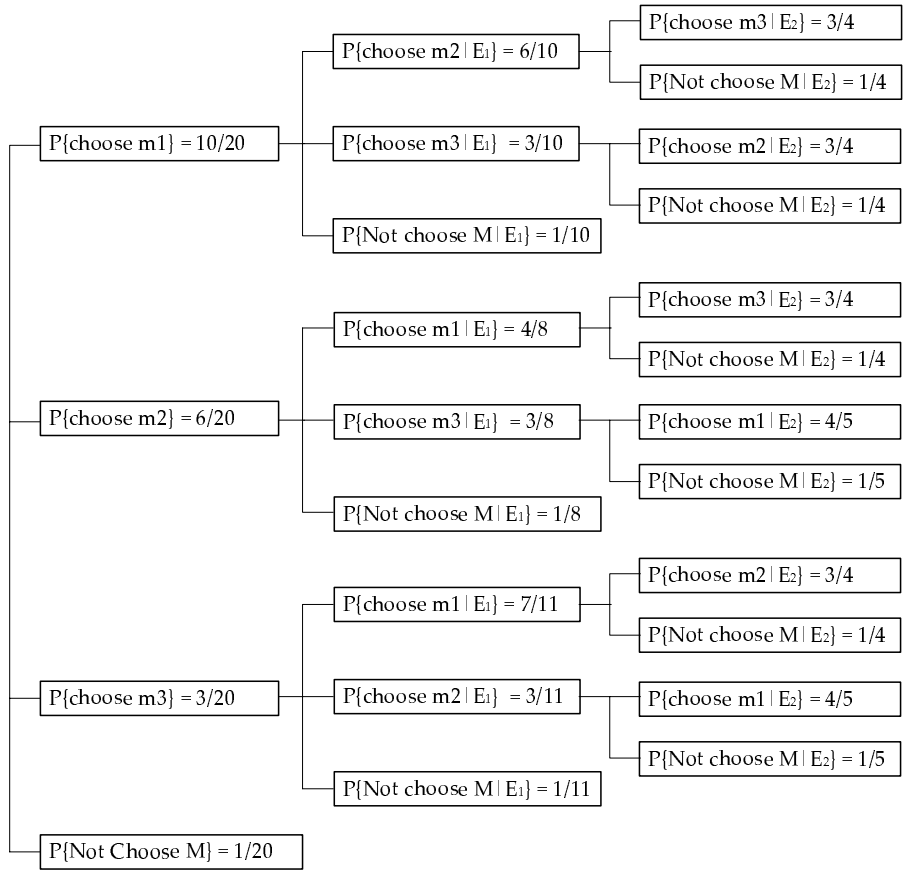 P{choose m3|E₂} = 3/4
P{choose m2|E₁} = 6/10
P{Not choose M|E₂} = 1/4
P{choose m1} = 10/20
P{choose m3|E₁} = 3/10
P{choose m2|E₂} = 3/4
P{Not choose M|E₂} = 1/4
P{Not choose M|E₁} = 1/10
P{choose m3|E₂} = 3/4
P{choose m1|E₁} = 4/8
P{Not choose M|E₂} = 1/4
P{choose m2} = 6/20
P{choose m3|E₁} = 3/8
P{choose m1|E₂} = 4/5
P{Not choose M|E₂} = 1/5
P{Not choose M|E₁} = 1/8
P{choose m2|E₂} = 3/4
P{choose m1|E₁} = 7/11
P{Not choose M|E₂} = 1/4
P{choose m3} = 3/20
P{choose m2|E₁} = 3/11
P{choose m1|E₂} = 4/5
P{Not choose M|E₂} = 1/5
P{Not choose M|E₁} = 1/11
P{Not Choose M} = 1/20